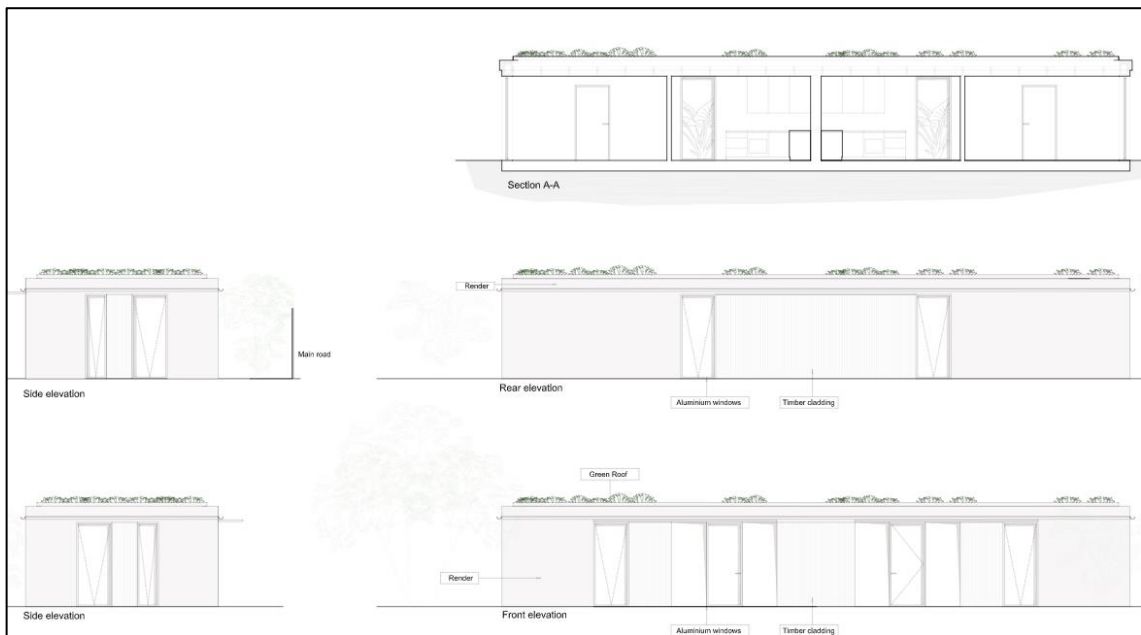 Section A-A
Render
Main road
Side elevation
Rear elevation
Aluminium windows
Timber cladding
Green Roof
Render
Side elevation
Front elevation
Aluminium windows
Timber cladding